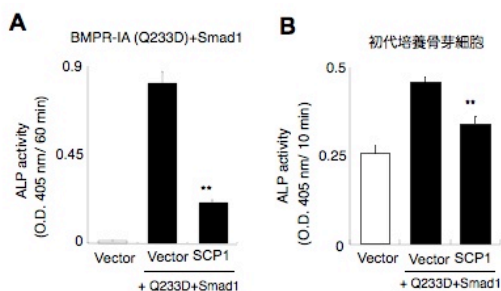 A
BMPR-IA (Q233D)+Smad1
ALP activity
(O.D. 405 nm/ 60 min)
0.9
0.45
0
**
Vector
Vector SCP1
+ Q233D+Smad1
B
初代培養骨芽細胞
ALP activity
(O.D. 405 nm/ 10 min)
0.5
0.25
0
**
Vector
Vector SCP1
+ Q233D+Smad1